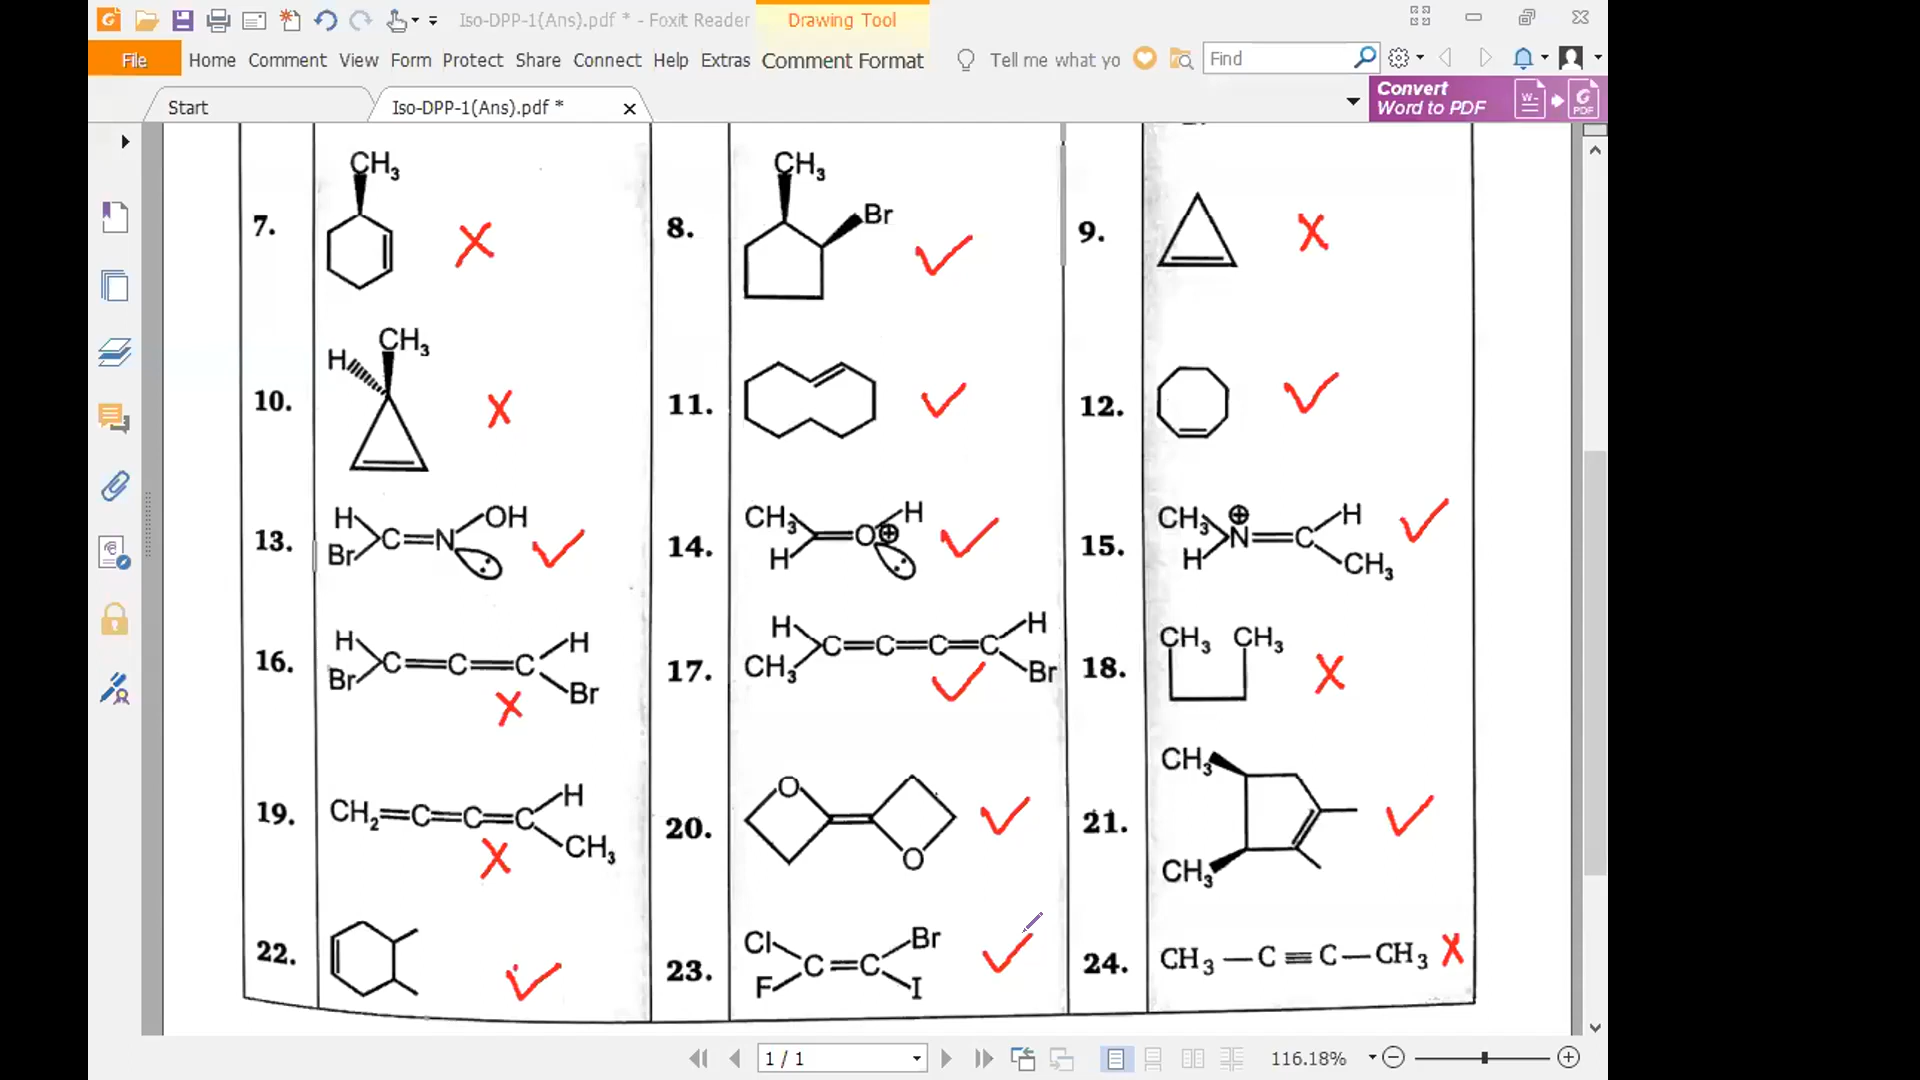 Iso-DPP-1(Ans).pdf * - Foxit Reader
Drawing Tool
File Home Comment View Form Protect Share Connect Help Extras Comment Format Tell me what yo Find
Start Iso-DPP-1(Ans).pdf *
Convert
Word to PDF
W PDF
7. CH₃
8. CH₃ Br
9.
10. H CH₃
11.
12.
13. H Br C=N OH
14. CH₃ H =O⊕ H
15. CH₃ H N⊕=C H CH₃
16. H Br C=C=C H Br
17. H CH₃ C=C=C=C H Br
18. CH₃ CH₃
19. CH₂=C=C=C H CH₃
20. O O
21. CH₃ CH₃
22.
23. Cl F C=C Br I
24. CH₃—C≡C—CH₃
1 / 1 116.18%